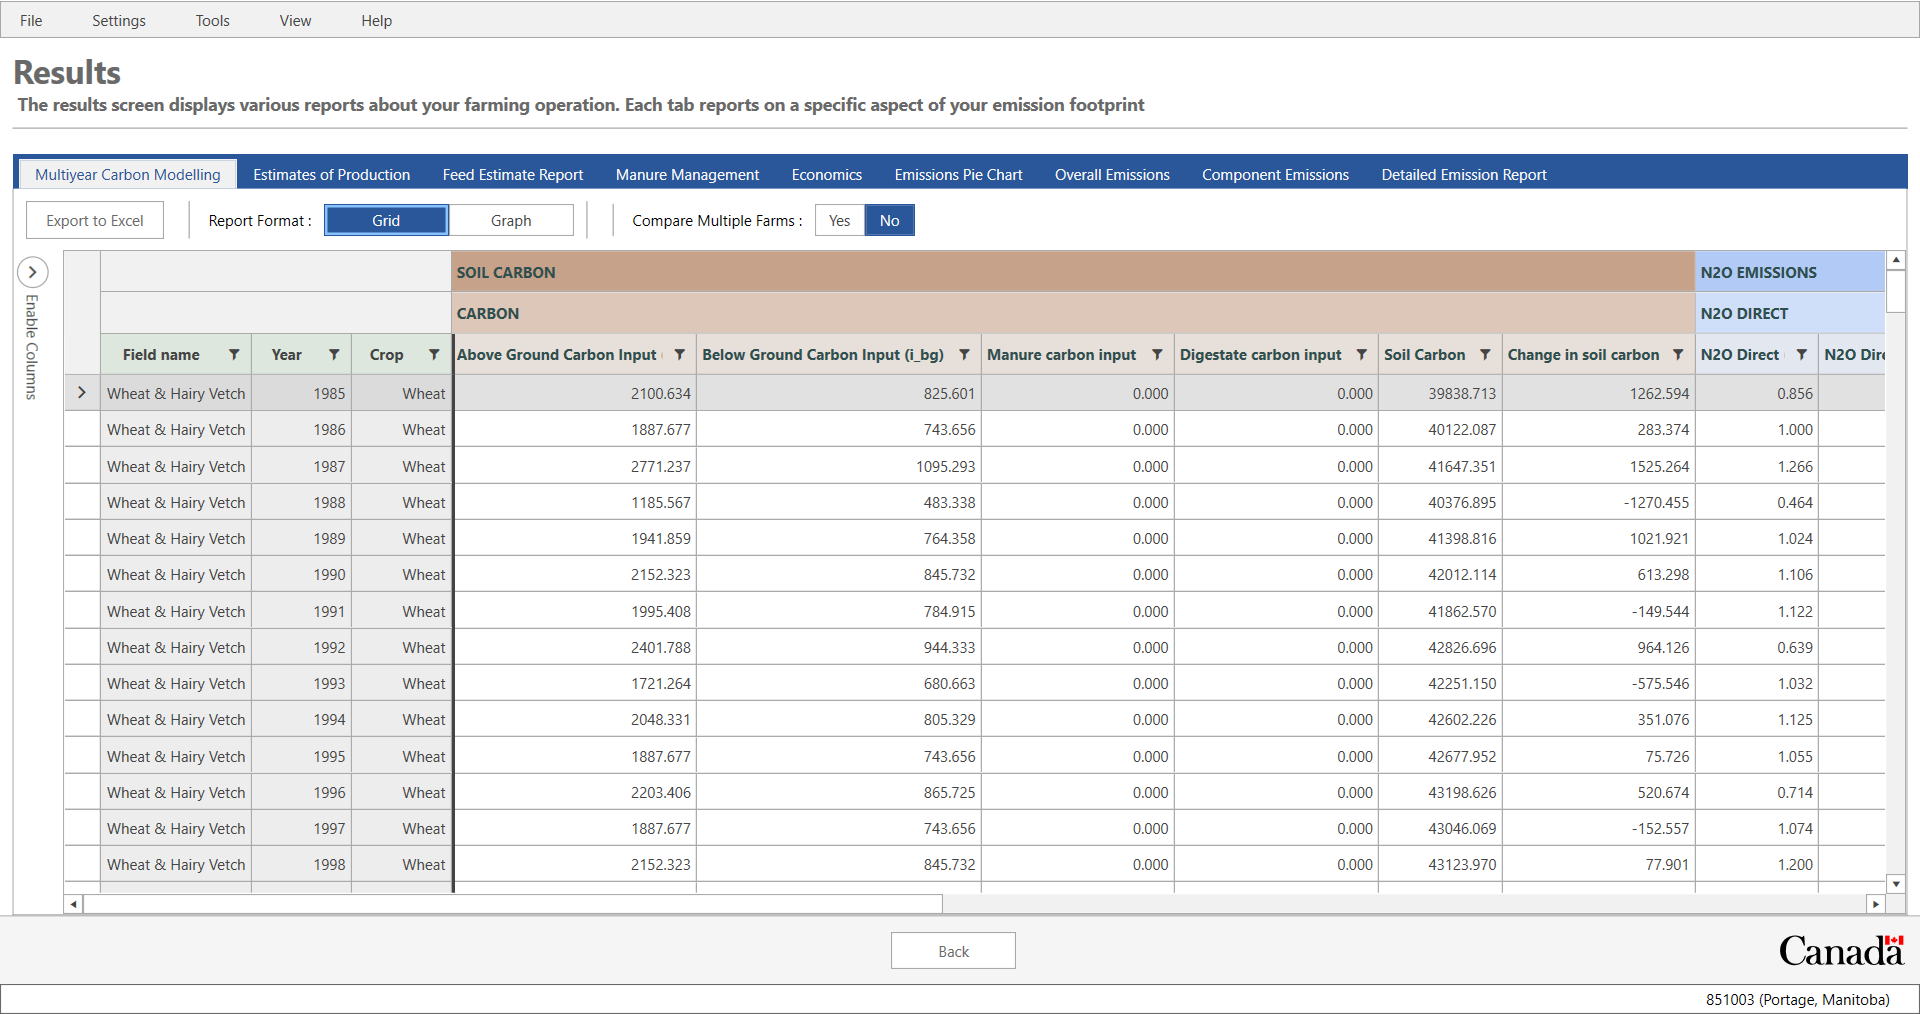 File Settings Tools View Help
Results
The results screen displays various reports about your farming operation. Each tab reports on a specific aspect of your emission footprint
Multiyear Carbon Modelling Estimates of Production Feed Estimate Report Manure Management Economics Emissions Pie Chart Overall Emissions Component Emissions Detailed Emission Report
Export to Excel Report Format : Grid Graph Compare Multiple Farms : Yes No
Enable Columns
SOIL CARBON N2O EMISSIONS
CARBON N2O DIRECT
Field name Year Crop Above Ground Carbon Input Below Ground Carbon Input (i_bg) Manure carbon input Digestate carbon input Soil Carbon Change in soil carbon N2O Direct N2O Dire
Wheat & Hairy Vetch 1985 Wheat 2100.634 825.601 0.000 0.000 39838.713 1262.594 0.856
Wheat & Hairy Vetch 1986 Wheat 1887.677 743.656 0.000 0.000 40122.087 283.374 1.000
Wheat & Hairy Vetch 1987 Wheat 2771.237 1095.293 0.000 0.000 41647.351 1525.264 1.266
Wheat & Hairy Vetch 1988 Wheat 1185.567 483.338 0.000 0.000 40376.895 -1270.455 0.464
Wheat & Hairy Vetch 1989 Wheat 1941.859 764.358 0.000 0.000 41398.816 1021.921 1.024
Wheat & Hairy Vetch 1990 Wheat 2152.323 845.732 0.000 0.000 42012.114 613.298 1.106
Wheat & Hairy Vetch 1991 Wheat 1995.408 784.915 0.000 0.000 41862.570 -149.544 1.122
Wheat & Hairy Vetch 1992 Wheat 2401.788 944.333 0.000 0.000 42826.696 964.126 0.639
Wheat & Hairy Vetch 1993 Wheat 1721.264 680.663 0.000 0.000 42251.150 -575.546 1.032
Wheat & Hairy Vetch 1994 Wheat 2048.331 805.329 0.000 0.000 42602.226 351.076 1.125
Wheat & Hairy Vetch 1995 Wheat 1887.677 743.656 0.000 0.000 42677.952 75.726 1.055
Wheat & Hairy Vetch 1996 Wheat 2203.406 865.725 0.000 0.000 43198.626 520.674 0.714
Wheat & Hairy Vetch 1997 Wheat 1887.677 743.656 0.000 0.000 43046.069 -152.557 1.074
Wheat & Hairy Vetch 1998 Wheat 2152.323 845.732 0.000 0.000 43123.970 77.901 1.200
Back
Canada
851003 (Portage, Manitoba)